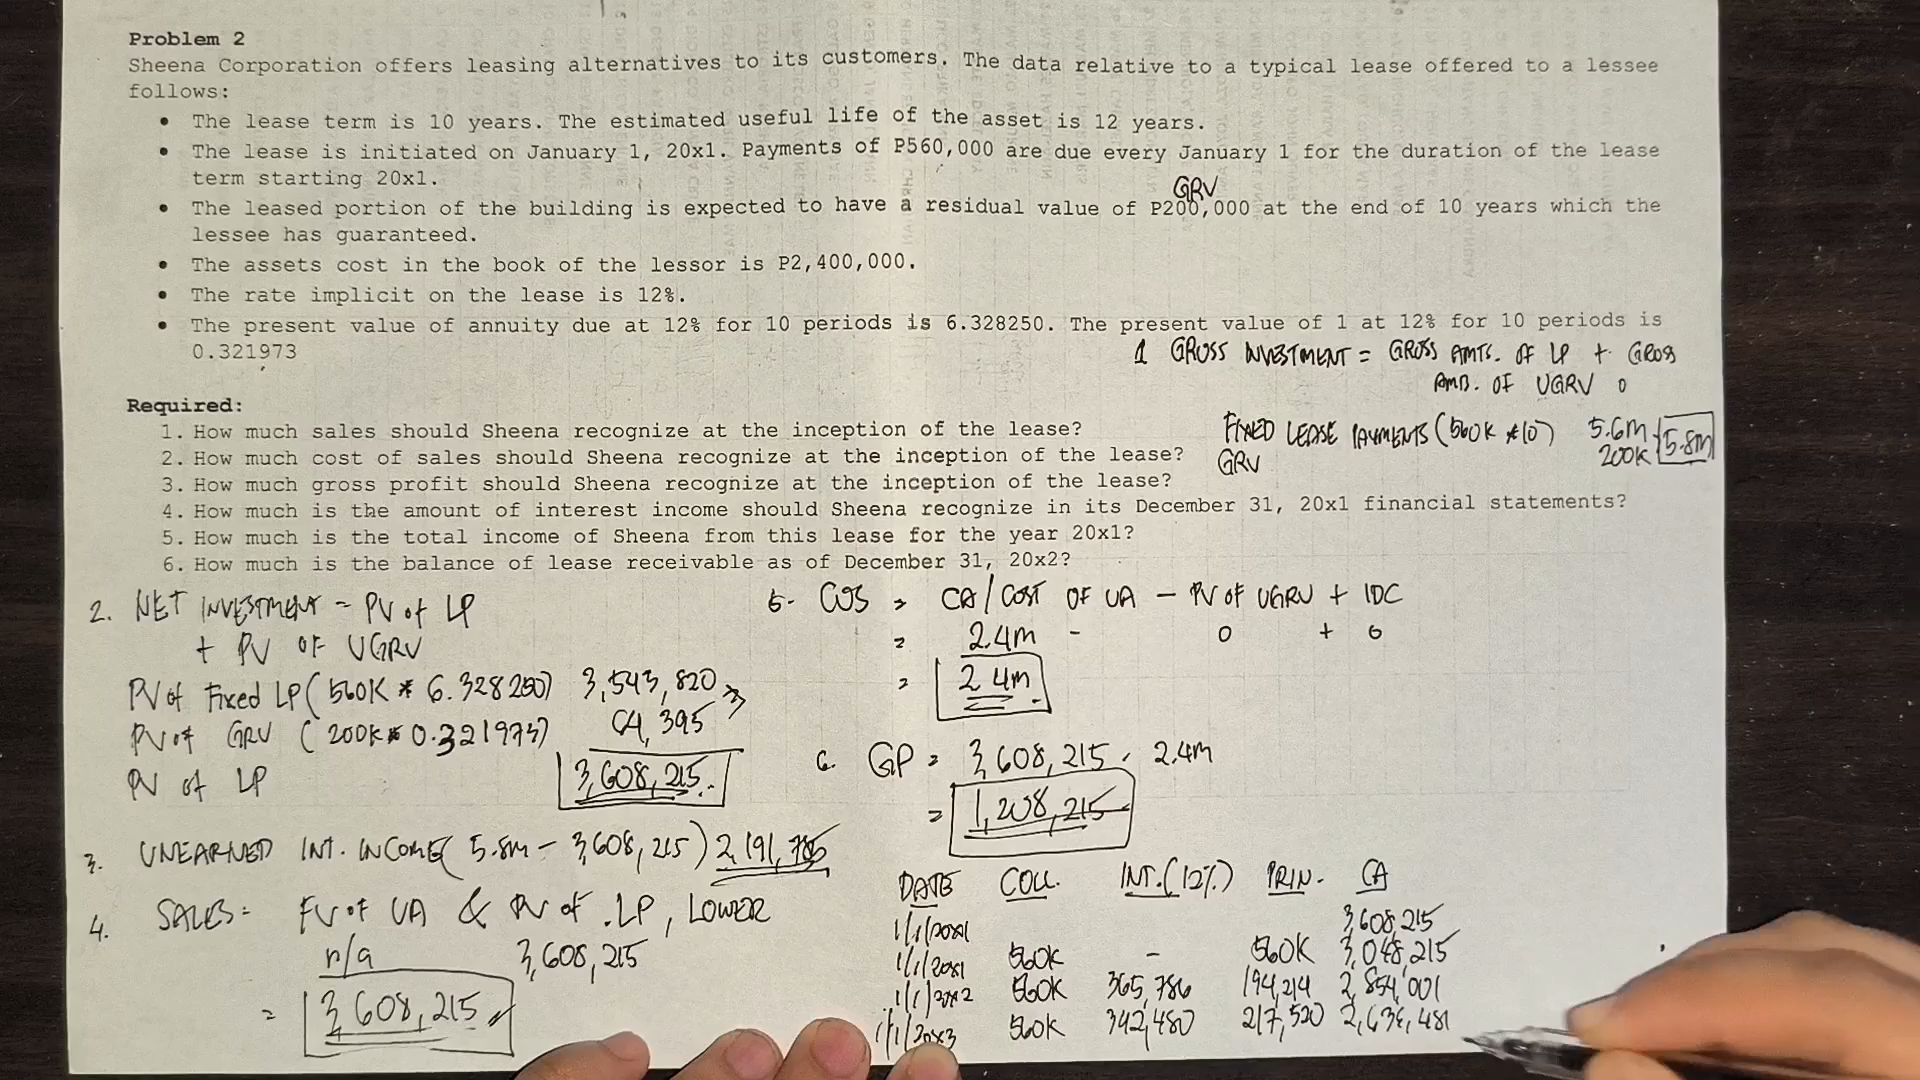 Problem 2
Sheena Corporation offers leasing alternatives to its customers. The data relative to a typical lease offered to a lessee
follows:
• The lease term is 10 years. The estimated useful life of the asset is 12 years.
• The lease is initiated on January 1, 20x1. Payments of P560,000 are due every January 1 for the duration of the lease
term starting 20x1.
GRV
• The leased portion of the building is expected to have a residual value of P200,000 at the end of 10 years which the
lessee has guaranteed.
• The assets cost in the book of the lessor is P2,400,000.
• The rate implicit on the lease is 12%.
• The present value of annuity due at 12% for 10 periods is 6.328250. The present value of 1 at 12% for 10 periods is
0.321973
1 GROSS INVESTMENT = GROSS AMTS. OF LP + GROSS
AMT. OF UGRV 0
Required:
1. How much sales should Sheena recognize at the inception of the lease?
2. How much cost of sales should Sheena recognize at the inception of the lease?
3. How much gross profit should Sheena recognize at the inception of the lease?
4. How much is the amount of interest income should Sheena recognize in its December 31, 20x1 financial statements?
5. How much is the total income of Sheena from this lease for the year 20x1?
6. How much is the balance of lease receivable as of December 31, 20x2?
FIXED LEASE PAYMENTS (560K * 10) 5.6M
GRV 200K 5.8M
2. NET INVESTMENT = PV of LP
+ PV OF UGRV
PV of Fixed LP (560K * 6.328250) 3,543,820
PV of GRV (200K * 0.321973) 64,395
PV of LP 3,608,215
3. UNEARNED INT. INCOME (5.8M - 3,608,215) 2,191,785
4. SALES = FV of UA & PV of LP, LOWER
n/a 3,608,215
= 3,608,215
5. COS = CA/COST OF UA - PV OF UGRV + IDC
= 2.4M - 0 + 0
= 2.4M
6. GP = 3,608,215 - 2.4M
= 1,208,215
DATE COLL. INT. (12%) PRIN. CA
1/1/20x1 3,608,215
1/1/20x1 560K - 560K 3,048,215
1/1/20x2 560K 365,786 194,214 2,854,001
1/1/20x3 560K 342,480 217,520 2,636,481